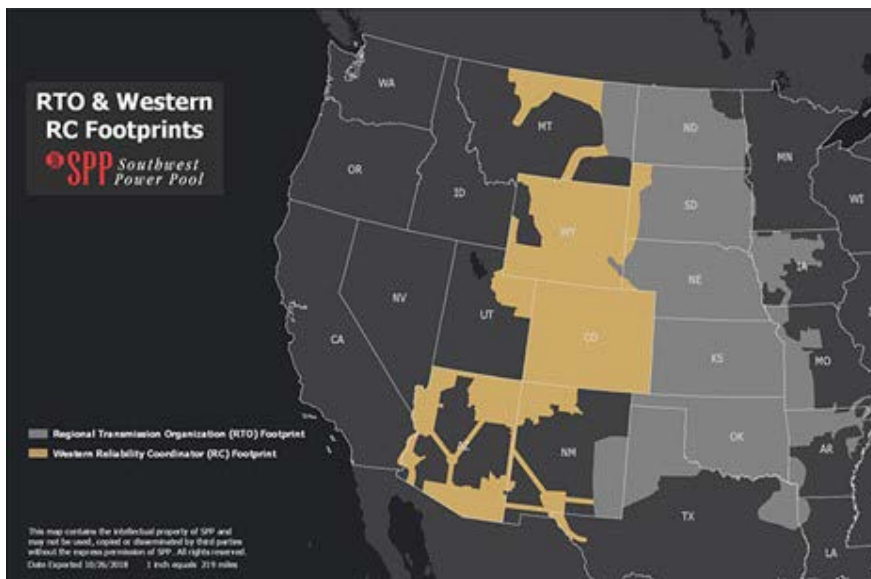 RTO & Western
RC Footprints
SPP Southwest
Power Pool
WA
MT
ND
MN
OR
ID
SD
WI
WY
IA
NE
NV
UT
CA
CO
KS
MO
OK
AR
NM
TX
LA
Regional Transmission Organization (RTO) Footprint
Western Reliability Coordinator (RC) Footprint
This map contains the intellectual property of SPP and
may not be used, copied or disseminated by third parties
without the express permission of SPP. All rights reserved.
Date Exported 10/26/2018 1 inch equals 219 miles